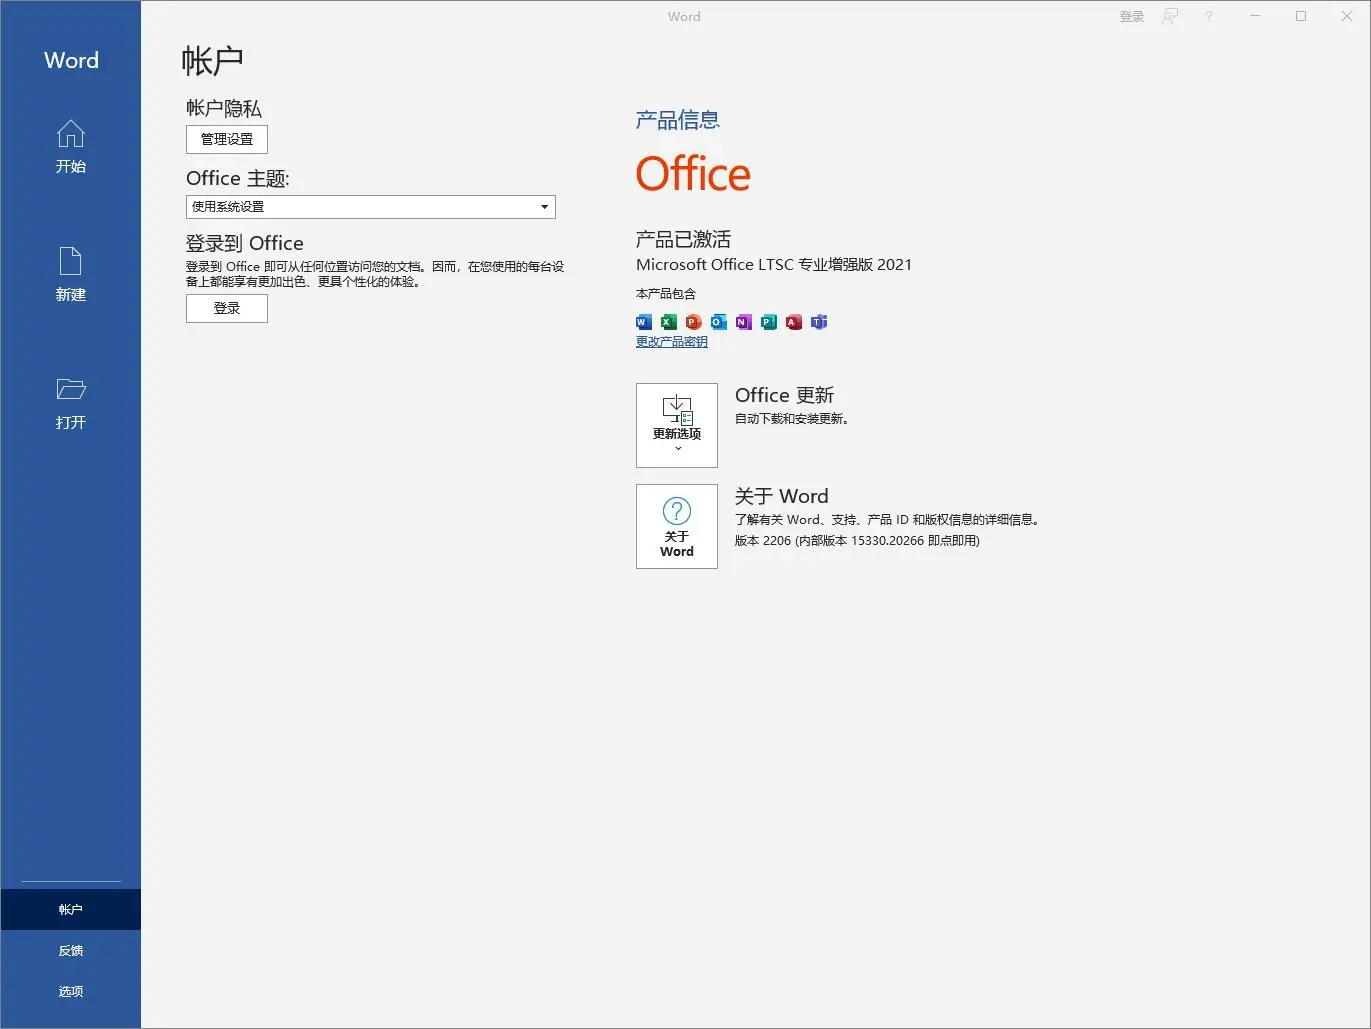 Word
登录
?
Word
开始
新建
打开
帐户
反馈
选项
帐户
帐户隐私
管理设置
Office 主题:
使用系统设置
登录到 Office
登录到 Office 即可从任何位置访问您的文档。因而，在您使用的每台设
备上都能享有更加出色、更具个性化的体验。
登录
产品信息
Office
产品已激活
Microsoft Office LTSC 专业增强版 2021
本产品包含
W X P O N P A T
更改产品密钥
更新选项
Office 更新
自动下载和安装更新。
?
关于
Word
关于 Word
了解有关 Word、支持、产品 ID 和版权信息的详细信息。
版本 2206 (内部版本 15330.20266 即点即用)